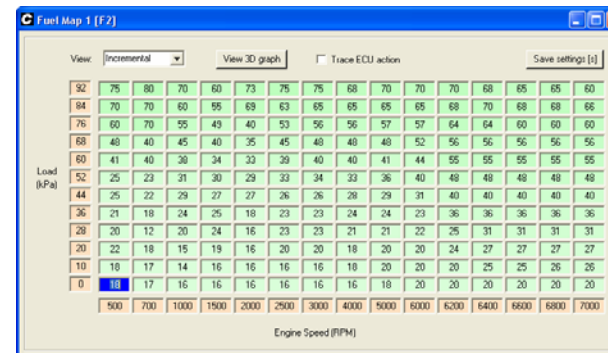 Fuel Map 1 [F2]
View: Incremental View 3D graph Trace ECU action Save settings [s]
92 75 80 70 60 73 75 75 68 70 70 70 68 65 65 60
84 70 70 60 55 69 63 65 65 65 65 68 70 68 68 66
76 60 70 55 49 40 53 56 56 57 57 64 64 60 60 60
68 48 40 45 40 35 45 48 48 48 52 56 56 56 56 56
60 41 40 38 34 33 39 40 40 41 44 55 55 55 55 55
Load 52 25 23 31 30 29 33 34 33 36 40 48 48 48 48 48
(kPa) 44 25 22 29 27 27 26 26 28 29 31 40 40 40 40 40
36 21 18 24 25 18 23 23 24 24 23 36 36 36 36 36
28 20 12 20 24 16 23 23 21 21 22 25 31 31 31 31
20 22 18 15 19 16 20 20 18 20 20 24 27 27 27 27
10 18 17 14 16 16 16 16 18 20 20 20 25 25 26 26
0 18 17 16 16 16 16 16 16 18 20 20 20 20 20 20
500 700 1000 1500 2000 2500 3000 4000 5000 6000 6200 6400 6600 6800 7000
Engine Speed (RPM)